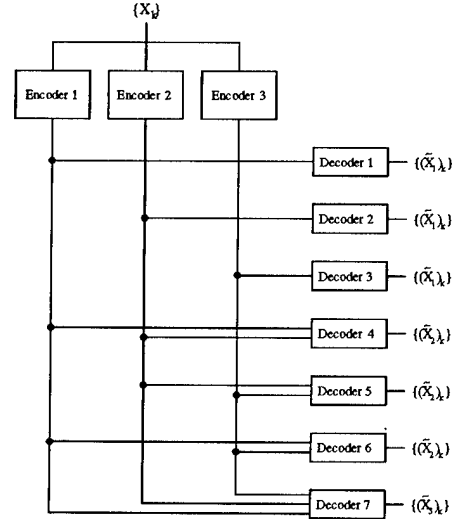 {X_k}
Encoder 1
Encoder 2
Encoder 3
Decoder 1 {(X̃_1)_k}
Decoder 2 {(X̃_1)_k}
Decoder 3 {(X̃_1)_k}
Decoder 4 {(X̃_2)_k}
Decoder 5 {(X̃_2)_k}
Decoder 6 {(X̃_2)_k}
Decoder 7 {(X̃_3)_k}